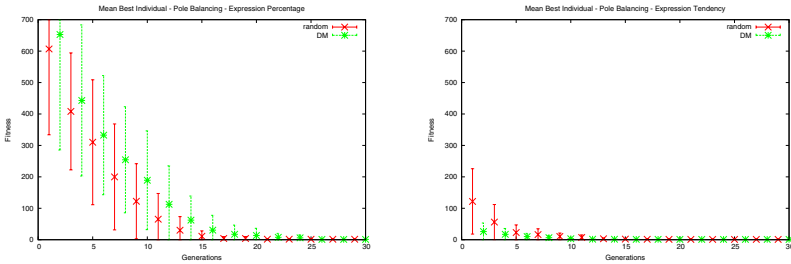 Mean Best Individual - Pole Balancing - Expression Percentage
700
600
500
400
300
200
100
0
Fitness
random
DM
0 5 10 15 20 25 30
Generations
Mean Best Individual - Pole Balancing - Expression Tendency
700
600
500
400
300
200
100
0
Fitness
random
DM
0 5 10 15 20 25 30
Generations